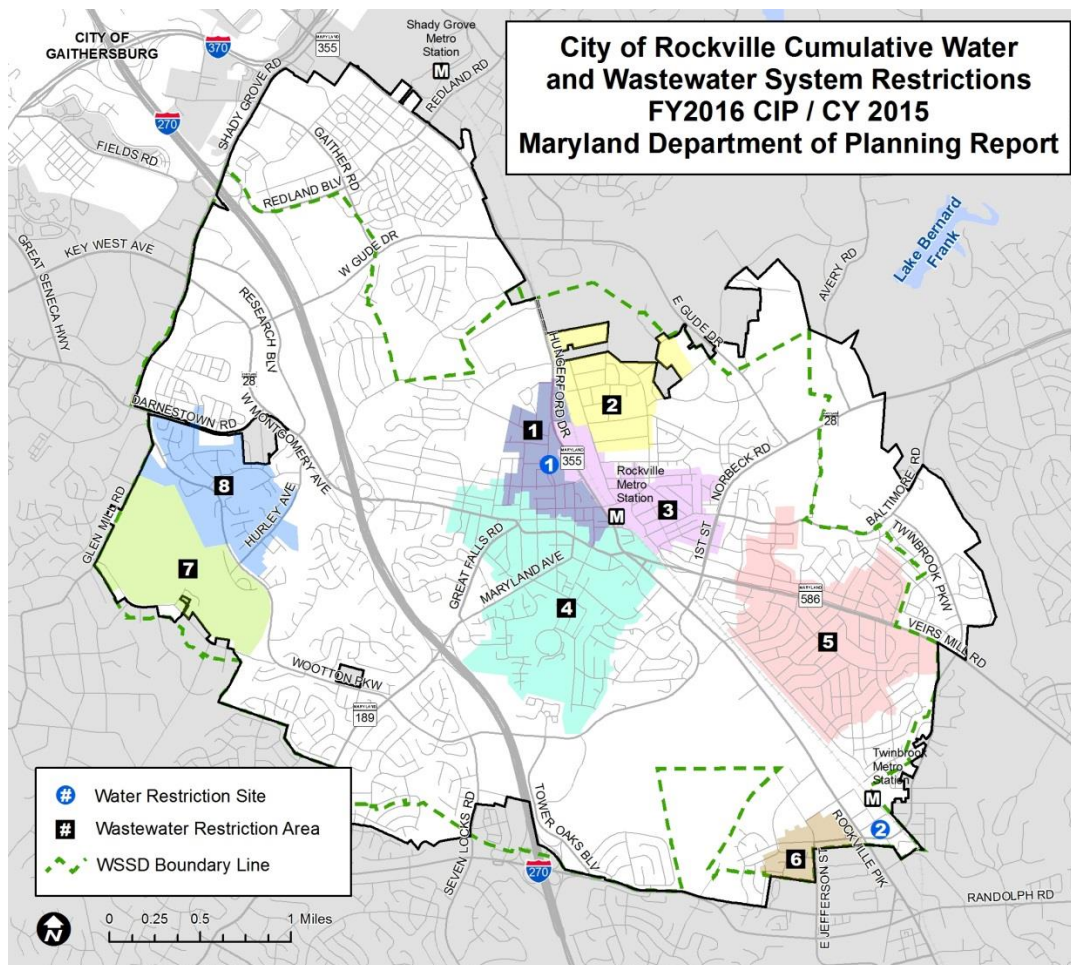 City of Rockville Cumulative Water
and Wastewater System Restrictions
FY2016 CIP / CY 2015
Maryland Department of Planning Report
CITY OF
GAITHERSBURG
370
MARYLAND
355
Shady Grove
Metro
Station
M
REDLAND RD
SHADY GROVE RD
270
FIELDS RD
GAITHER RD
REDLAND BLV
KEY WEST AVE
GREAT SENECA HWY
W GUDE DR
RESEARCH BLV
Lake Bernard
Frank
AVERY RD
E GUDE DR
HUNGERFORD DR
28
DARNESTOWN RD
W MONTGOMERY AVE
1
2
1
MARYLAND
355
28
NORBECK RD
Rockville
Metro
Station
M
3
BALTIMORE RD
TWINBROOK PKW
8
HURLEY AVE
GLEN MILL RD
7
GREAT FALLS RD
MARYLAND AVE
1ST ST
4
MARYLAND
586
5
VEIRS MILL RD
WOOTTON PKW
MARYLAND
189
Twinbrook
Metro
Station
M
2
6
TOWER OAKS BLV
SEVEN LOCKS RD
270
ROCKVILLE PIK
E JEFFERSON ST
RANDOLPH RD
# Water Restriction Site
# Wastewater Restriction Area
WSSD Boundary Line
N
0 0.25 0.5 1 Miles